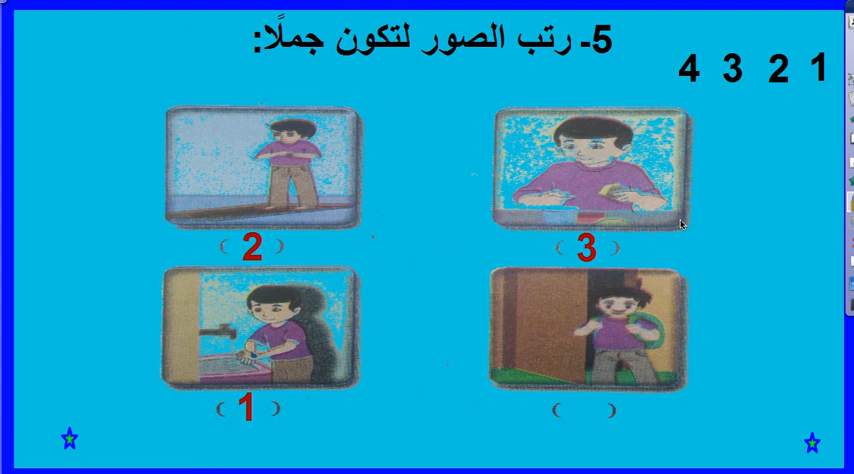 5- رتب الصور لتكون جملًا:
1 2 3 4
( 3 ) ( 2 )
( ) ( 1 )